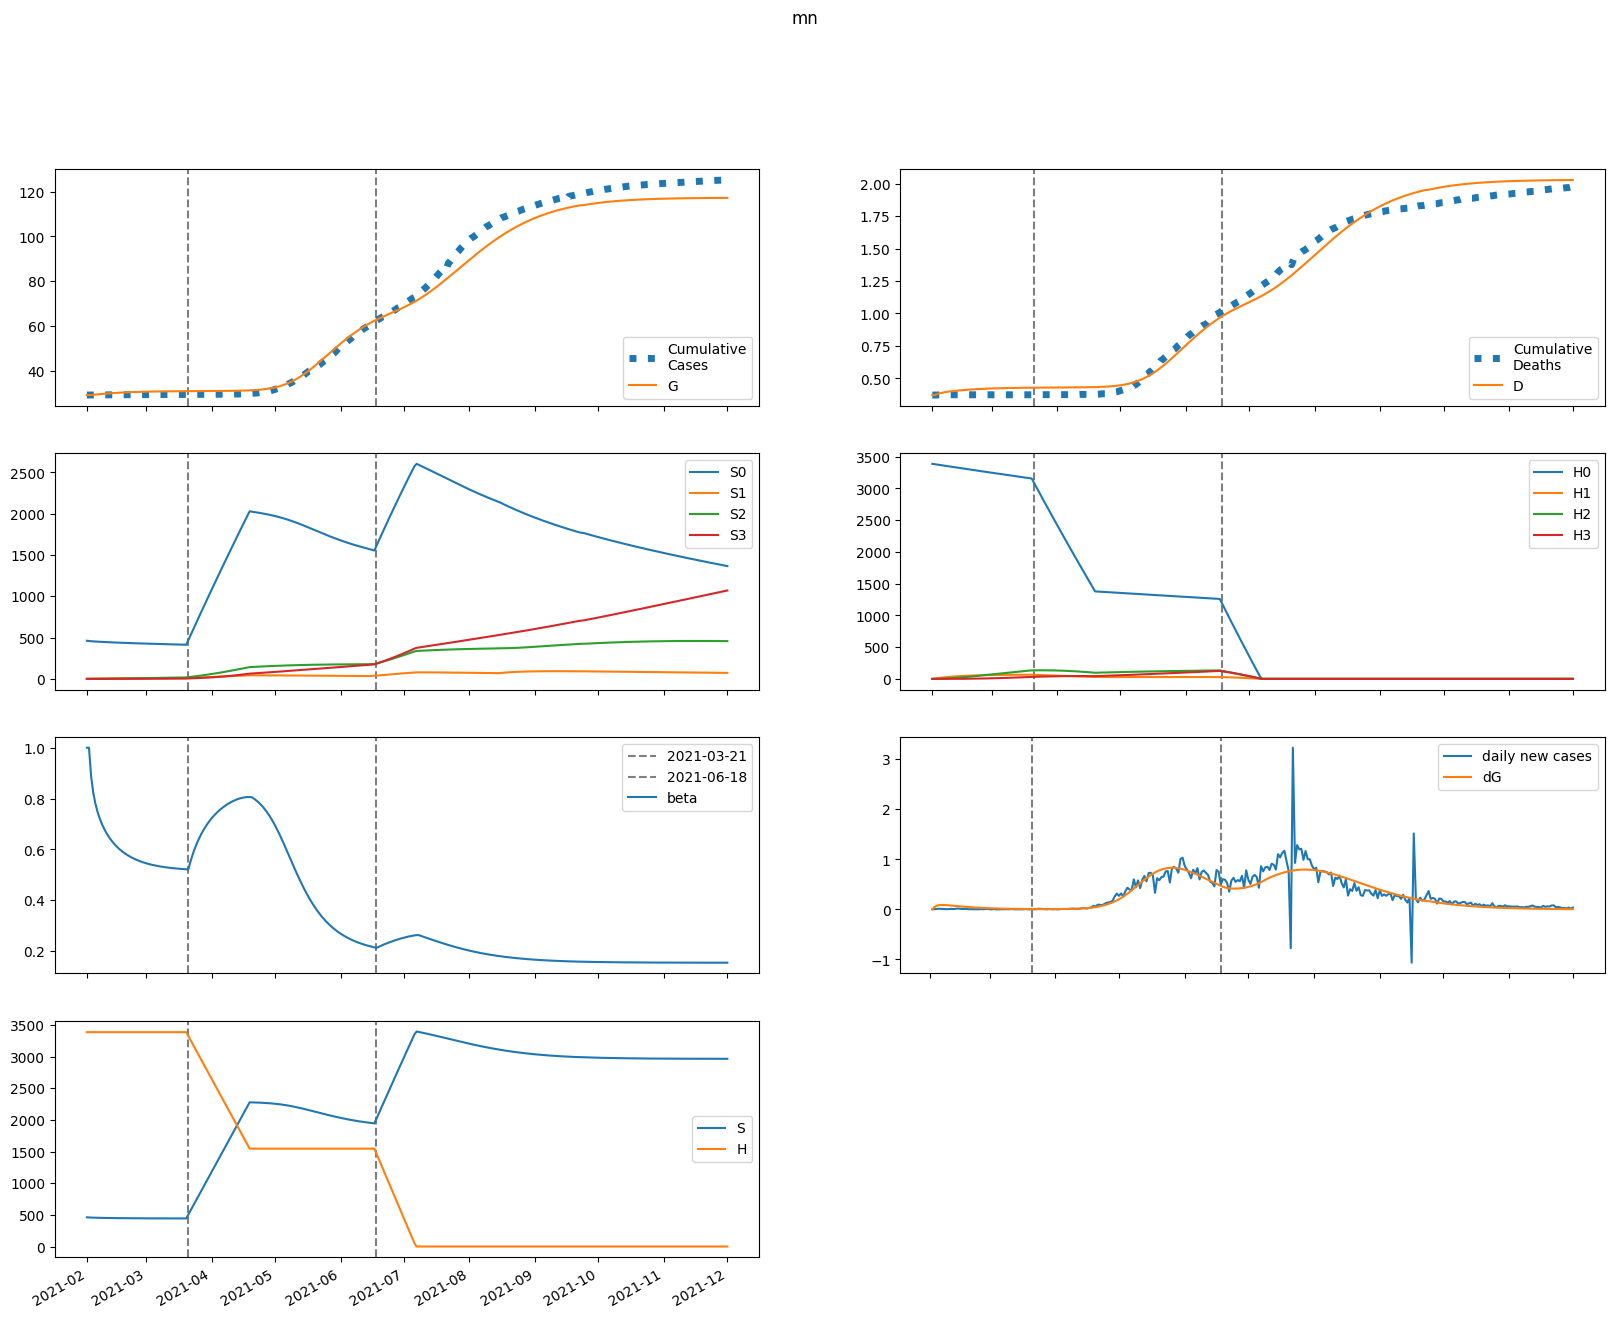 mn
120
100
80
60
40
Cumulative
Cases
G
2.00
1.75
1.50
1.25
1.00
0.75
0.50
Cumulative
Deaths
D
2500
2000
1500
1000
500
0
S0
S1
S2
S3
3500
3000
2500
2000
1500
1000
500
0
H0
H1
H2
H3
1.0
0.8
0.6
0.4
0.2
2021-03-21
2021-06-18
beta
3
2
1
0
−1
daily new cases
dG
3500
3000
2500
2000
1500
1000
500
0
S
H
2021-02
2021-03
2021-04
2021-05
2021-06
2021-07
2021-08
2021-09
2021-10
2021-11
2021-12